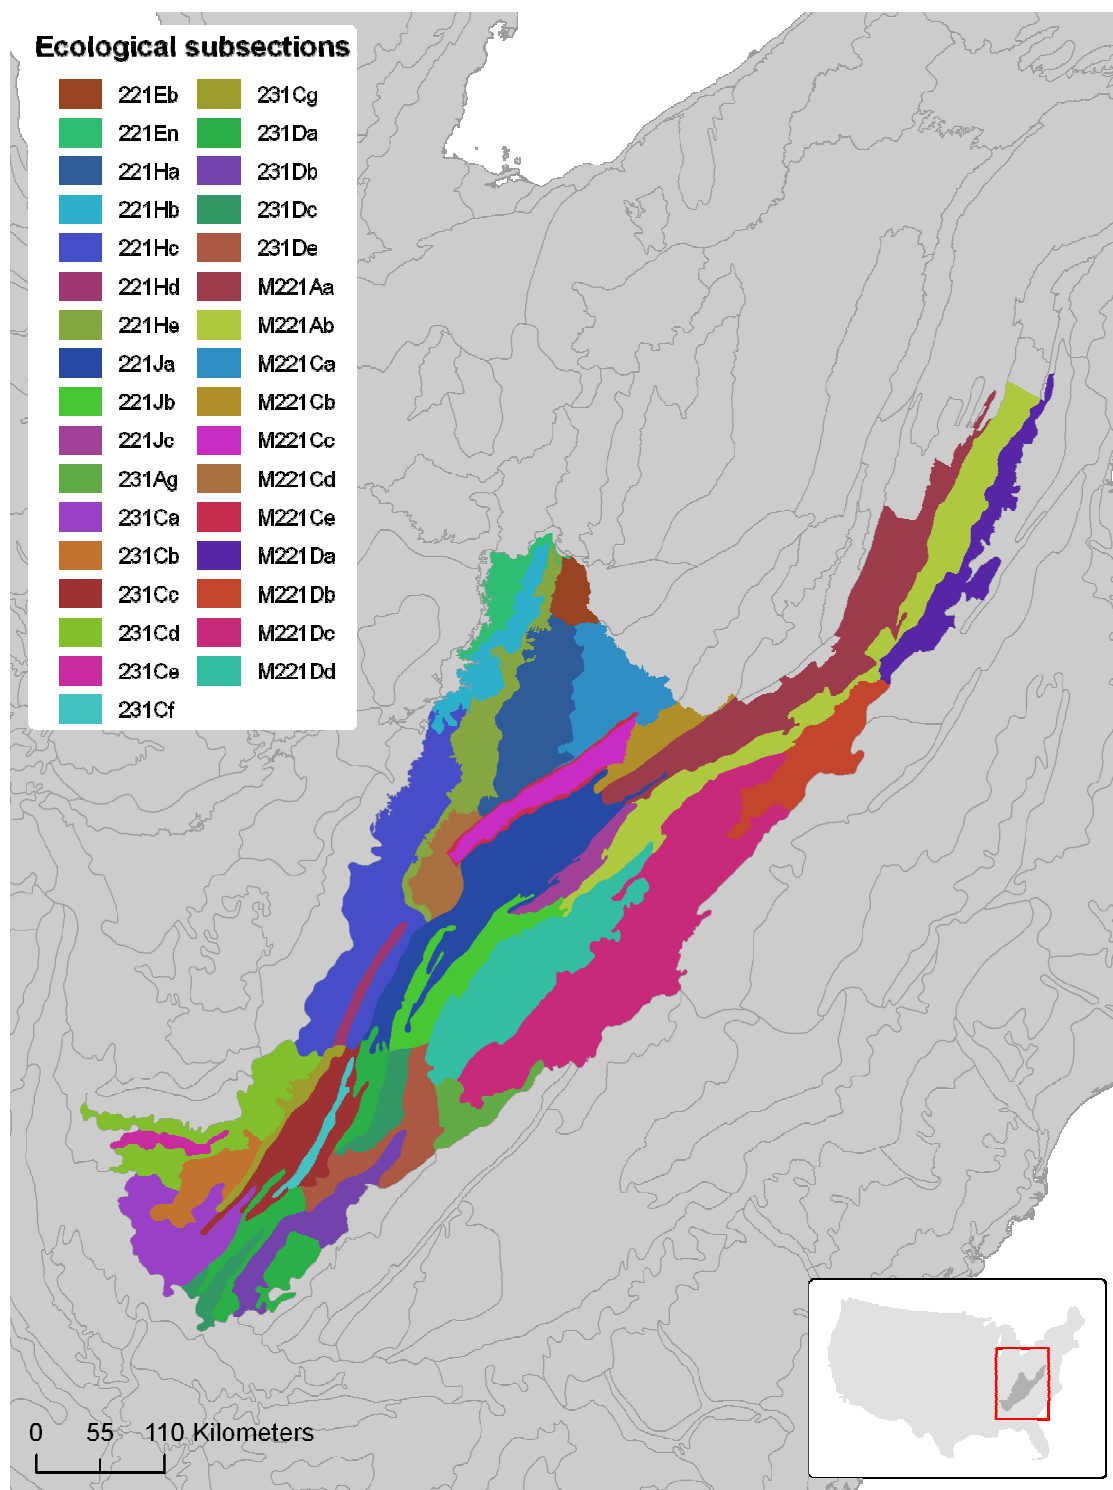 Ecological subsections
221Eb 231Cg
221En 231Da
221Ha 231Db
221Hb 231Dc
221Hc 231De
221Hd M221Aa
221He M221Ab
221Ja M221Ca
221Jb M221Cb
221Jc M221Cc
231Ag M221Cd
231Ca M221Ce
231Cb M221Da
231Cc M221Db
231Cd M221Dc
231Ce M221Dd
231Cf
0 55 110 Kilometers